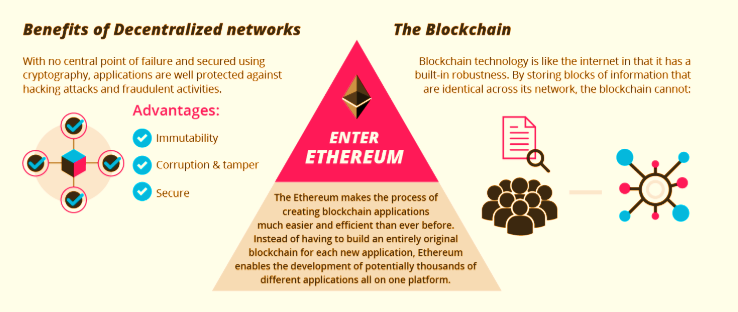 Benefits of Decentralized networks
With no central point of failure and secured using
cryptography, applications are well protected against
hacking attacks and fraudulent activities.
Advantages:
Immutability
Corruption & tamper
Secure
ENTER
ETHEREUM
The Ethereum makes the process of
creating blockchain applications
much easier and efficient than ever before.
Instead of having to build an entirely original
blockchain for each new application, Ethereum
enables the development of potentially thousands of
different applications all on one platform.
The Blockchain
Blockchain technology is like the internet in that it has a
built-in robustness. By storing blocks of information that
are identical across its network, the blockchain cannot: